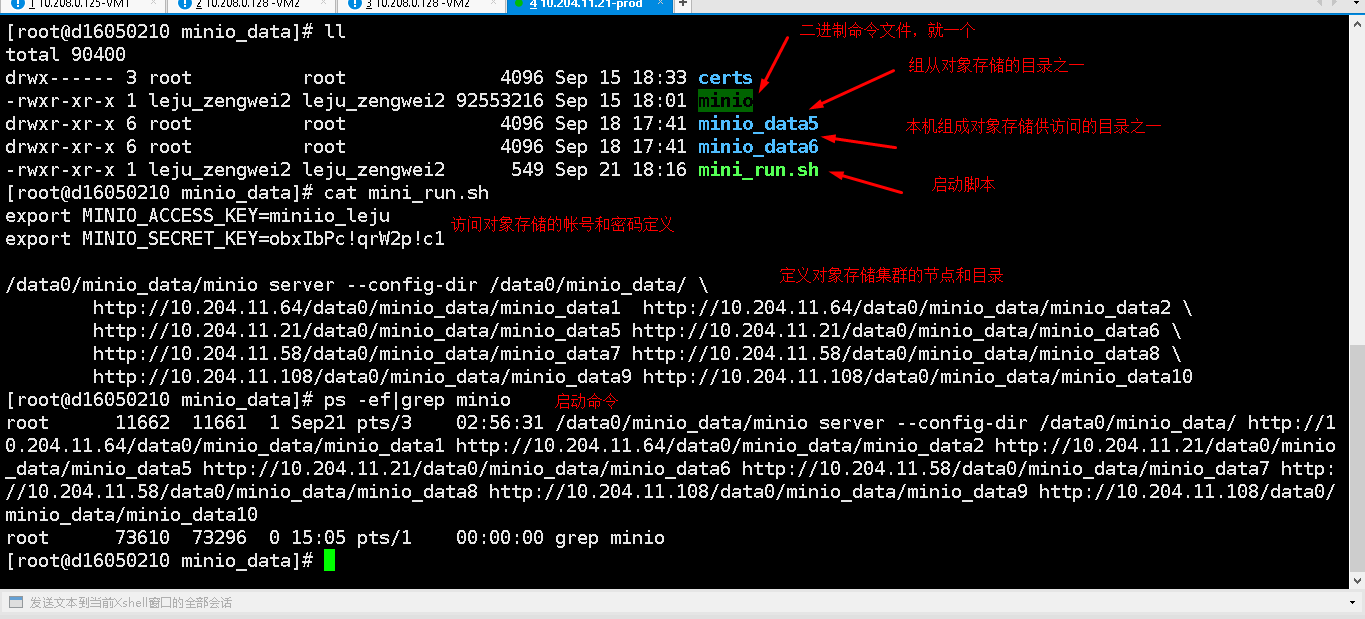 1 10.208.0.125-VM1 2 10.208.0.128 -VM2 3 10.208.0.128 -VM2 4 10.204.11.21-prod
[root@d16050210 minio_data]# ll
二进制命令文件，就一个
total 90400
组从对象存储的目录之一
drwx------ 3 root root 4096 Sep 15 18:33 certs
-rwxr-xr-x 1 leju_zengwei2 leju_zengwei2 92553216 Sep 15 18:01 minio
drwxr-xr-x 6 root root 4096 Sep 18 17:41 minio_data5
本机组成对象存储供访问的目录之一
drwxr-xr-x 6 root root 4096 Sep 18 17:41 minio_data6
-rwxr-xr-x 1 leju_zengwei2 leju_zengwei2 549 Sep 21 18:16 mini_run.sh
启动脚本
[root@d16050210 minio_data]# cat mini_run.sh
export MINIO_ACCESS_KEY=miniio_leju
访问对象存储的帐号和密码定义
export MINIO_SECRET_KEY=obxIbPc!qrW2p!c1
定义对象存储集群的节点和目录
/data0/minio_data/minio server --config-dir /data0/minio_data/ \
http://10.204.11.64/data0/minio_data/minio_data1 http://10.204.11.64/data0/minio_data/minio_data2 \
http://10.204.11.21/data0/minio_data/minio_data5 http://10.204.11.21/data0/minio_data/minio_data6 \
http://10.204.11.58/data0/minio_data/minio_data7 http://10.204.11.58/data0/minio_data/minio_data8 \
http://10.204.11.108/data0/minio_data/minio_data9 http://10.204.11.108/data0/minio_data/minio_data10
[root@d16050210 minio_data]# ps -ef|grep minio
启动命令
root 11662 11661 1 Sep21 pts/3 02:56:31 /data0/minio_data/minio server --config-dir /data0/minio_data/ http://1
0.204.11.64/data0/minio_data/minio_data1 http://10.204.11.64/data0/minio_data/minio_data2 http://10.204.11.21/data0/minio
_data/minio_data5 http://10.204.11.21/data0/minio_data/minio_data6 http://10.204.11.58/data0/minio_data/minio_data7 http:
//10.204.11.58/data0/minio_data/minio_data8 http://10.204.11.108/data0/minio_data/minio_data9 http://10.204.11.108/data0/
minio_data/minio_data10
root 73610 73296 0 15:05 pts/1 00:00:00 grep minio
[root@d16050210 minio_data]#
发送文本到当前Xshell窗口的全部会话